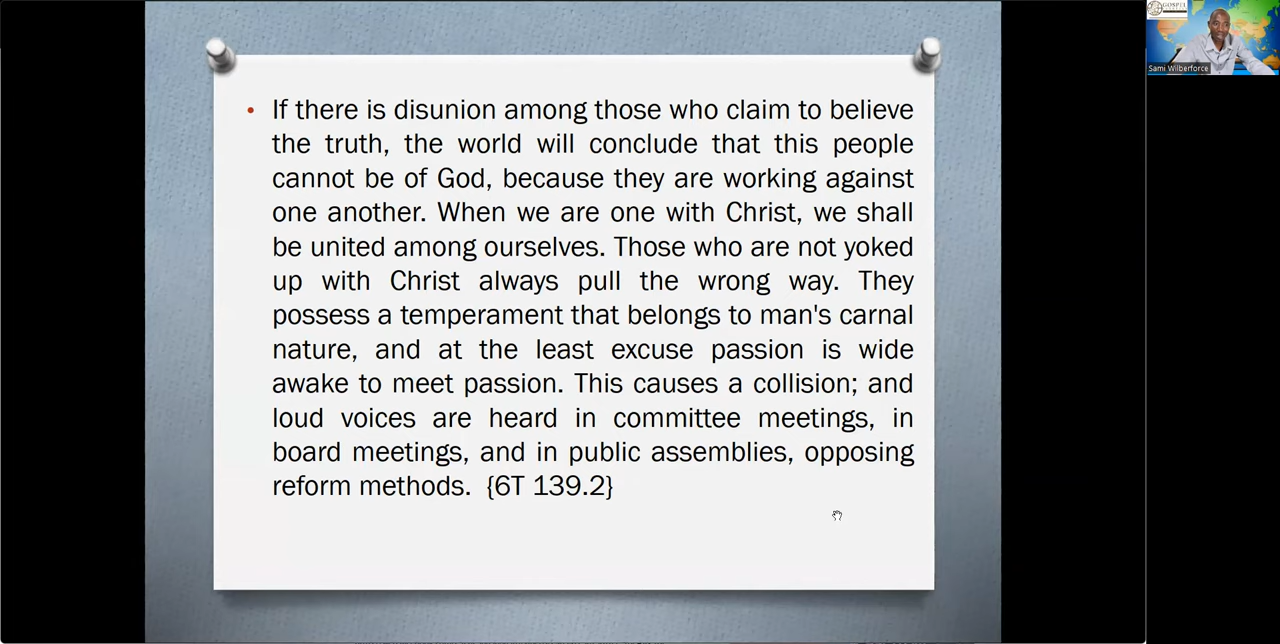 • If there is disunion among those who claim to believe
the truth, the world will conclude that this people
cannot be of God, because they are working against
one another. When we are one with Christ, we shall
be united among ourselves. Those who are not yoked
up with Christ always pull the wrong way. They
possess a temperament that belongs to man's carnal
nature, and at the least excuse passion is wide
awake to meet passion. This causes a collision; and
loud voices are heard in committee meetings, in
board meetings, and in public assemblies, opposing
reform methods. {6T 139.2}
GOSPEL
Sami Wilberforce